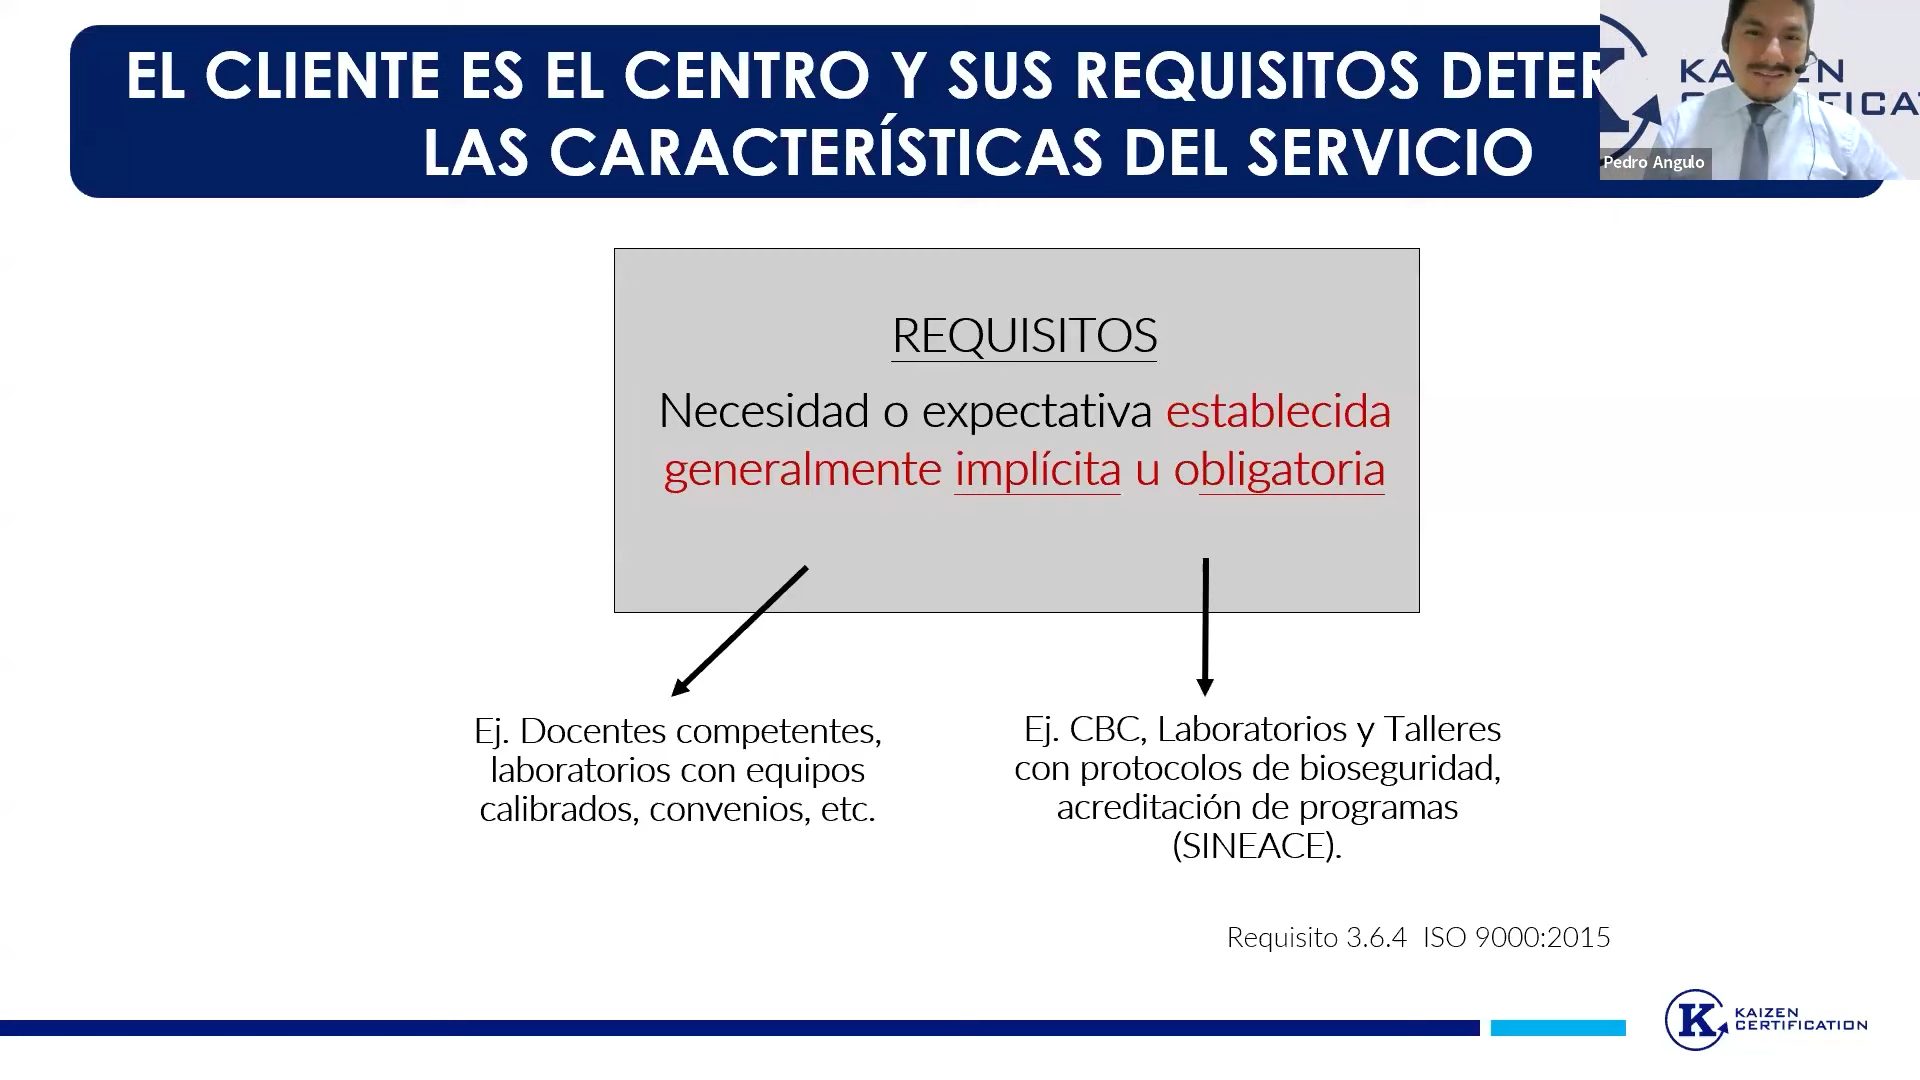 EL CLIENTE ES EL CENTRO Y SUS REQUISITOS
LAS CARACTERÍSTICAS DEL SERVICIO
Pedro Angulo
REQUISITOS
Necesidad o expectativa establecida
generalmente implícita u obligatoria
Ej. Docentes competentes,
laboratorios con equipos
calibrados, convenios, etc.
Ej. CBC, Laboratorios y Talleres
con protocolos de bioseguridad,
acreditación de programas
(SINEACE).
Requisito 3.6.4 ISO 9000:2015
K KAIZEN
CERTIFICATION